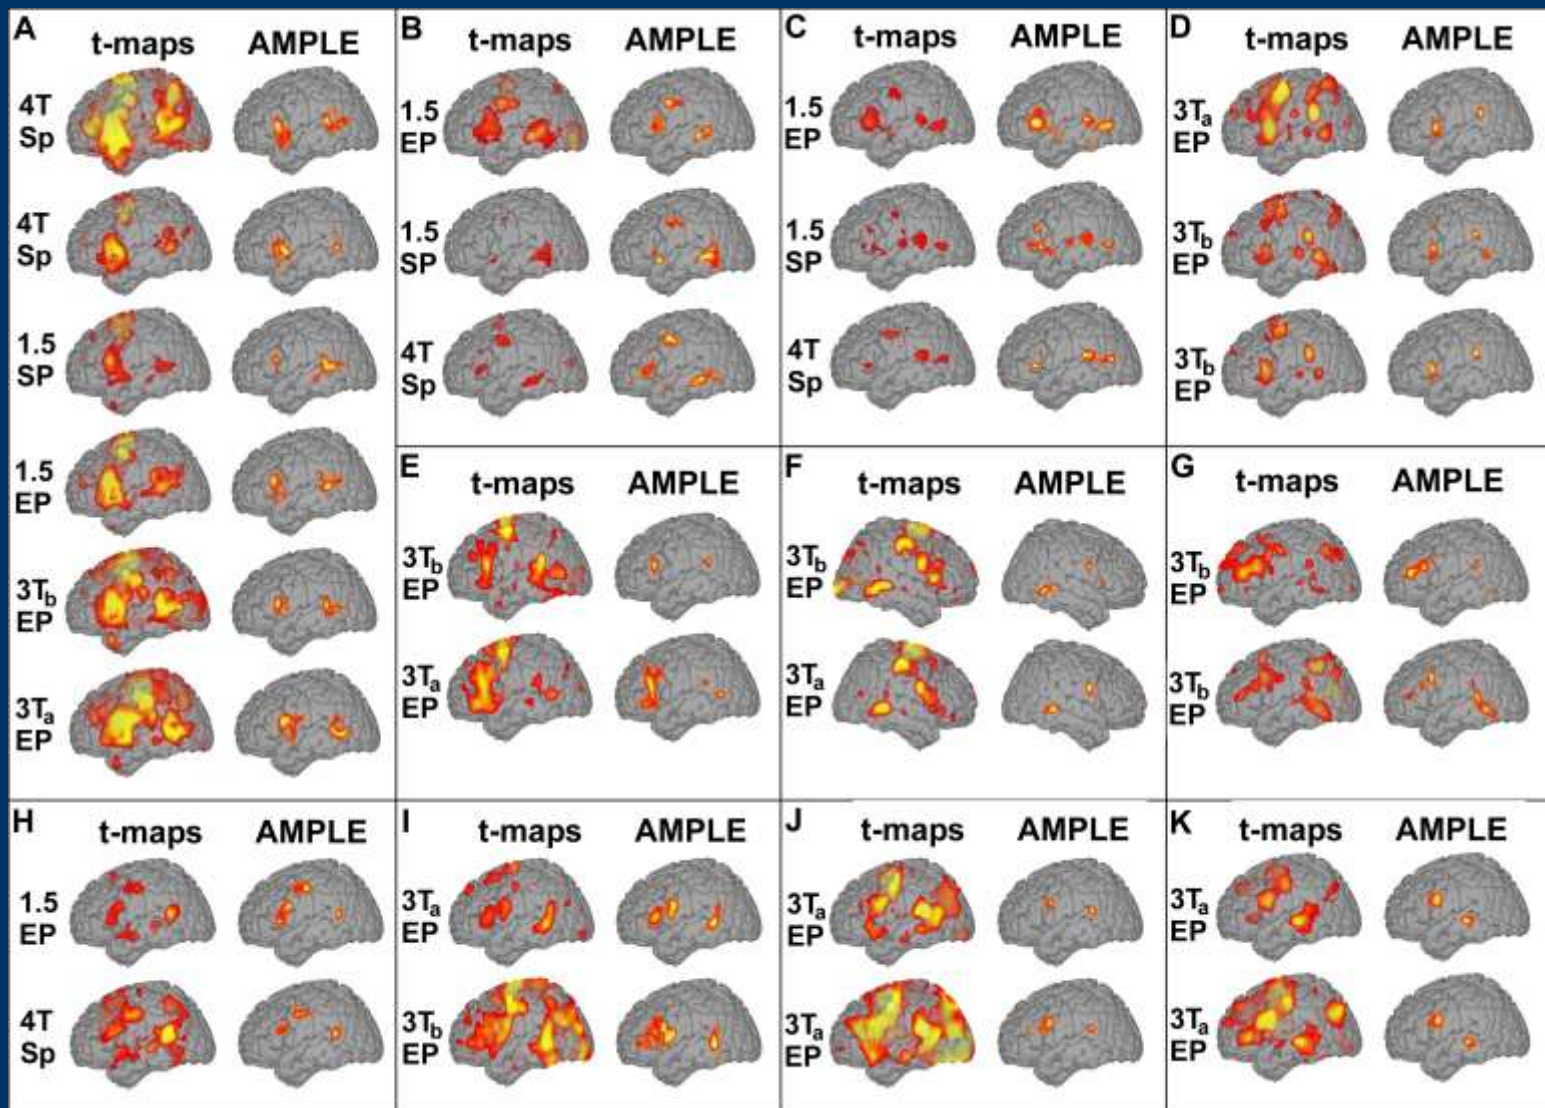 A t-maps AMPLE
4T
Sp
4T
Sp
1.5
SP
1.5
EP
3Tb
EP
3Ta
EP
B t-maps AMPLE
1.5
EP
1.5
SP
4T
Sp
C t-maps AMPLE
1.5
EP
1.5
SP
4T
Sp
D t-maps AMPLE
3Ta
EP
3Tb
EP
3Tb
EP
E t-maps AMPLE
3Tb
EP
3Ta
EP
F t-maps AMPLE
3Tb
EP
3Ta
EP
G t-maps AMPLE
3Tb
EP
3Tb
EP
H t-maps AMPLE
1.5
EP
4T
Sp
I t-maps AMPLE
3Ta
EP
3Tb
EP
J t-maps AMPLE
3Ta
EP
3Ta
EP
K t-maps AMPLE
3Ta
EP
3Ta
EP